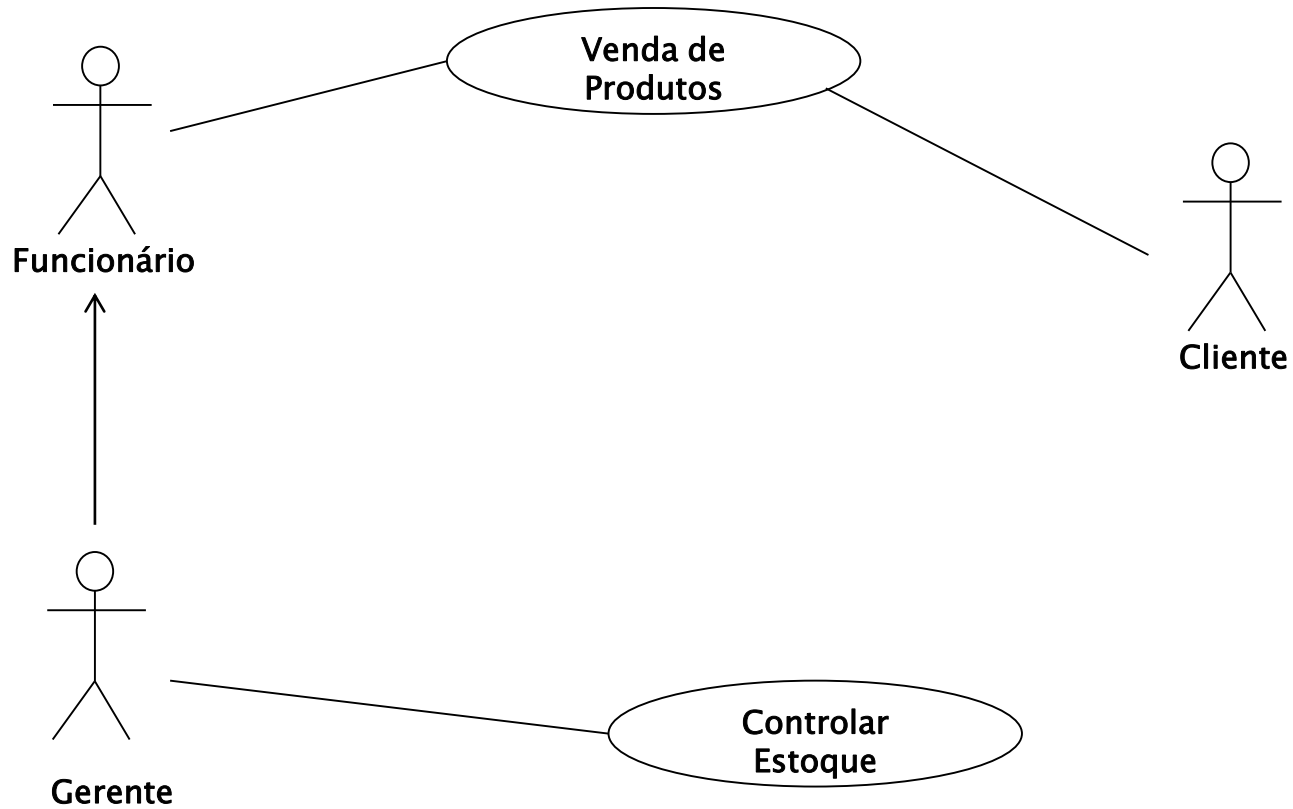 Venda de
Produtos
Funcionário
Cliente
Controlar
Estoque
Gerente